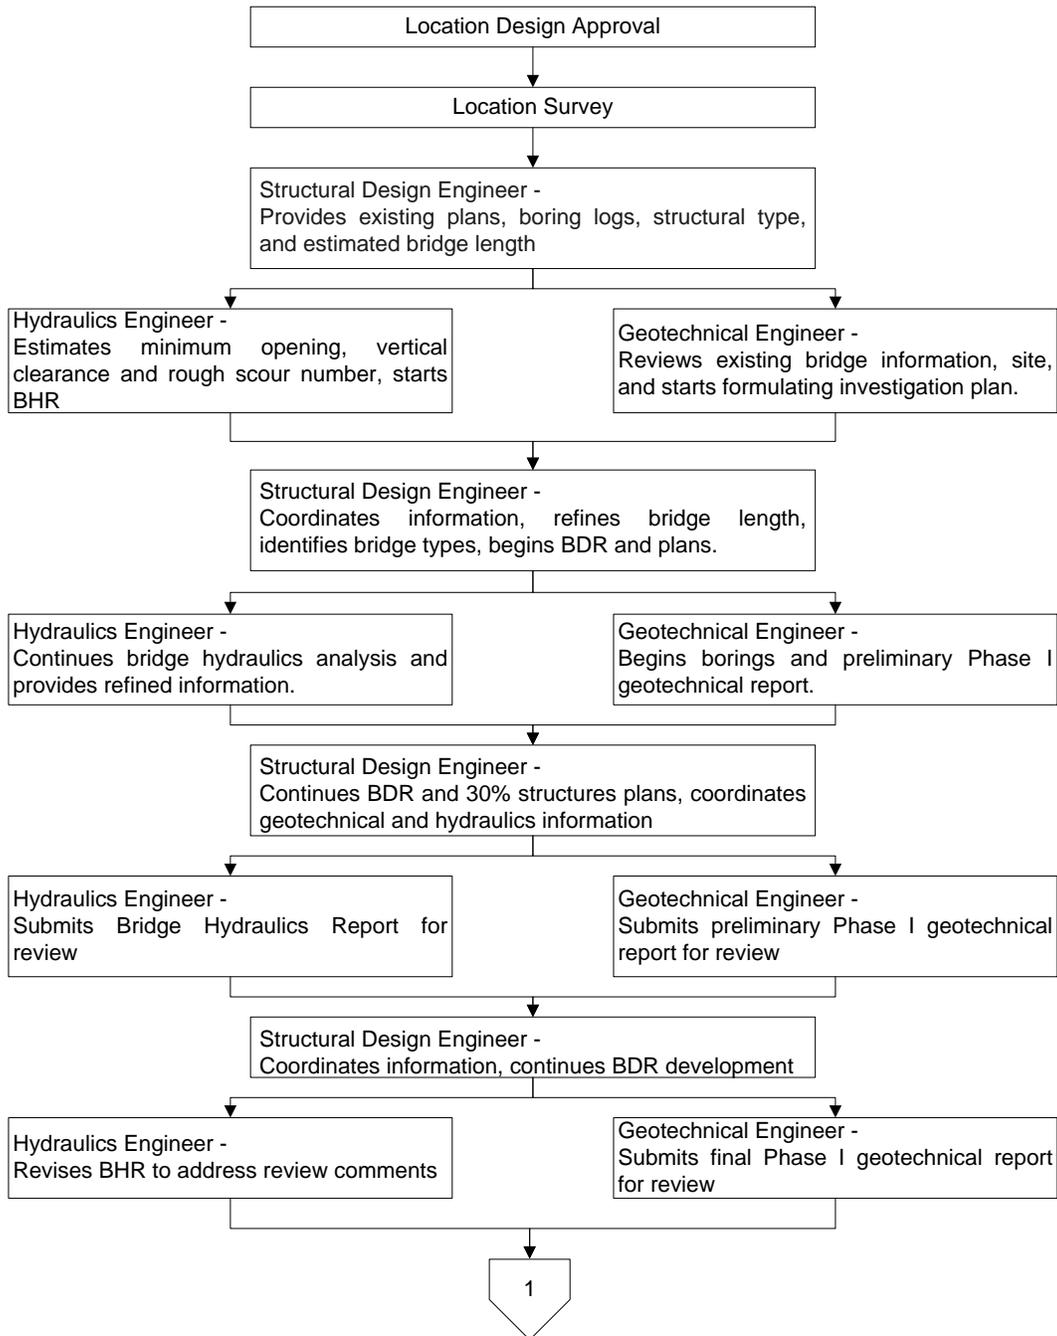 Location Design Approval
Location Survey
Structural Design Engineer -
Provides existing plans, boring logs, structural type,
and estimated bridge length
Hydraulics Engineer -
Estimates minimum opening, vertical
clearance and rough scour number, starts
BHR
Geotechnical Engineer -
Reviews existing bridge information, site,
and starts formulating investigation plan.
Structural Design Engineer -
Coordinates information, refines bridge length,
identifies bridge types, begins BDR and plans.
Hydraulics Engineer -
Continues bridge hydraulics analysis and
provides refined information.
Geotechnical Engineer -
Begins borings and preliminary Phase I
geotechnical report.
Structural Design Engineer -
Continues BDR and 30% structures plans, coordinates
geotechnical and hydraulics information
Hydraulics Engineer -
Submits Bridge Hydraulics Report for
review
Geotechnical Engineer -
Submits preliminary Phase I geotechnical
report for review
Structural Design Engineer -
Coordinates information, continues BDR development
Hydraulics Engineer -
Revises BHR to address review comments
Geotechnical Engineer -
Submits final Phase I geotechnical report
for review
1